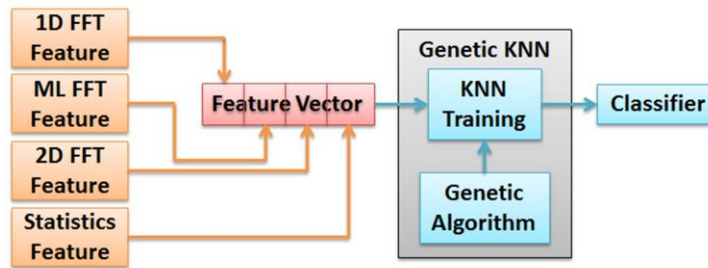 1D FFT
Feature
ML FFT
Feature
2D FFT
Feature
Statistics
Feature
Feature Vector
Genetic KNN
KNN
Training
Genetic
Algorithm
Classifier